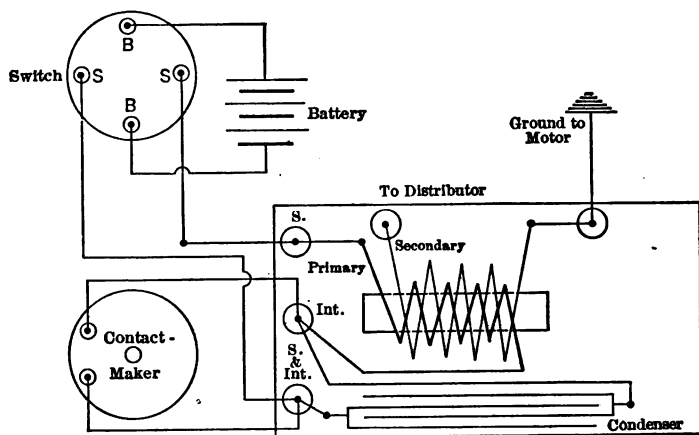 B
Switch
S
S
B
Battery
Ground to
Motor
To Distributor
S.
Secondary
Primary
Int.
Contact-
Maker
S.
&
Int.
Condenser